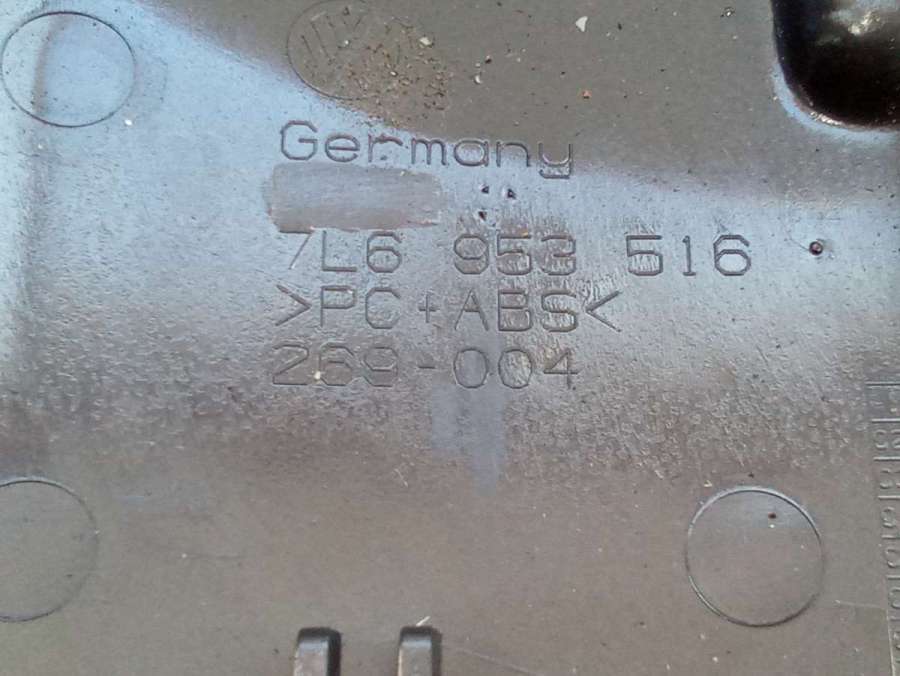 Germany
7L6 953 516
>PC+ABS<
269-004